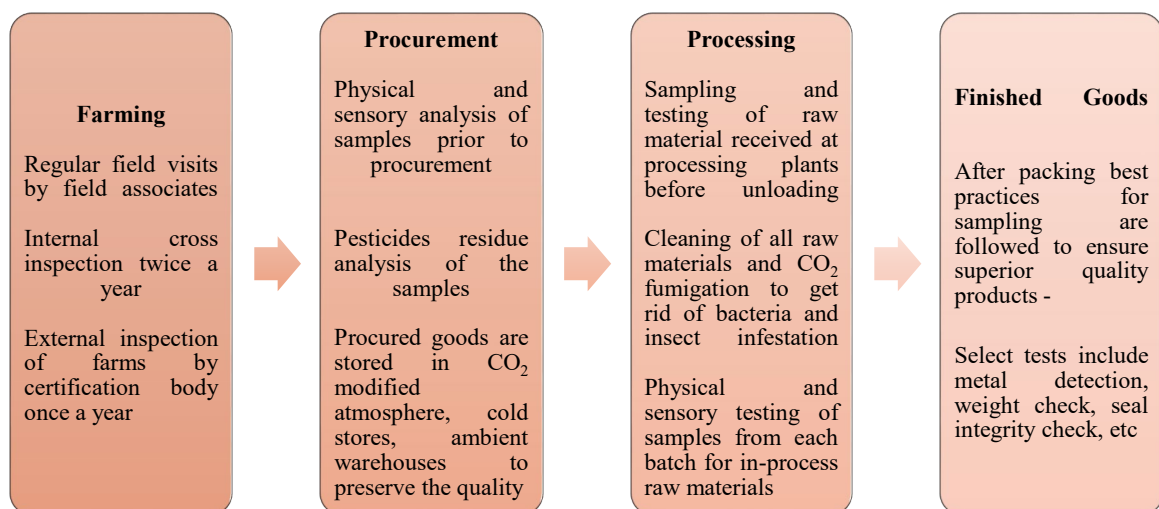 Farming
Regular field visits
by field associates
Internal cross
inspection twice a
year
External inspection
of farms by
certification body
once a year
Procurement
Physical and
sensory analysis of
samples prior to
procurement
Pesticides residue
analysis of the
samples
Procured goods are
stored in CO₂
modified
atmosphere, cold
stores, ambient
warehouses to
preserve the quality
Processing
Sampling and
testing of raw
material received at
processing plants
before unloading
Cleaning of all raw
materials and CO₂
fumigation to get
rid of bacteria and
insect infestation
Physical and
sensory testing of
samples from each
batch for in-process
raw materials
Finished Goods
After packing best
practices for
sampling are
followed to ensure
superior quality
products -
Select tests include
metal detection,
weight check, seal
integrity check, etc